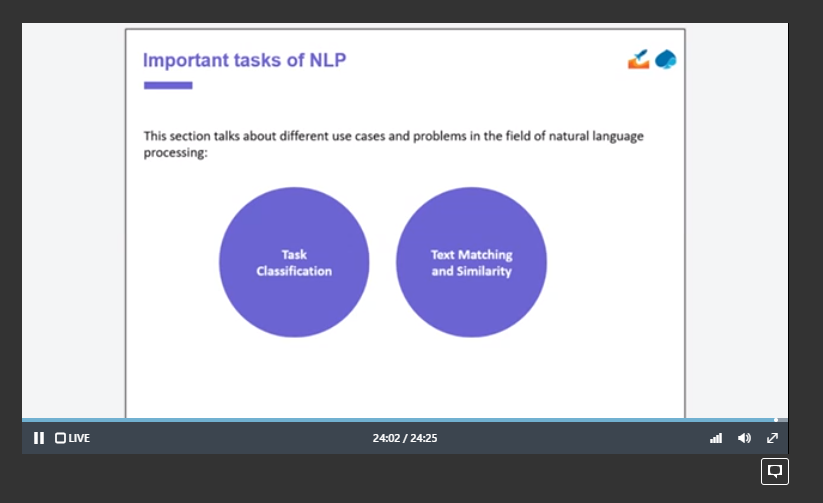 Important tasks of NLP
This section talks about different use cases and problems in the field of natural language
processing:
Task
Classification
Text Matching
and Similarity
LIVE
24:02 / 24:25